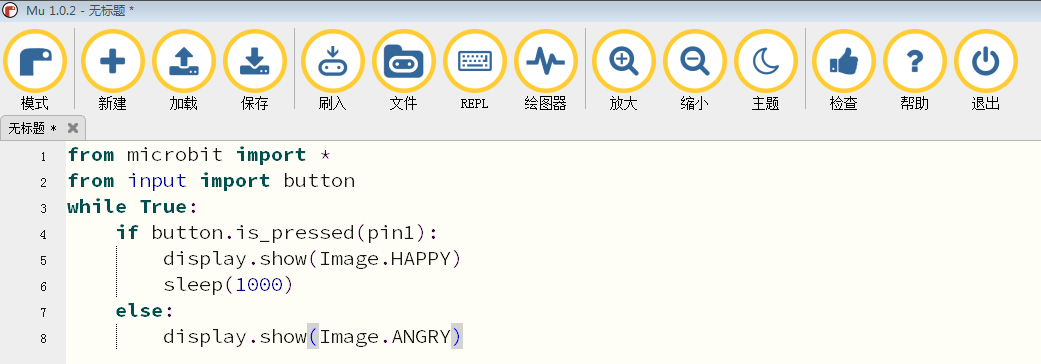 Mu 1.0.2 - 无标题 *
模式 新建 加载 保存 刷入 文件 REPL 绘图器 放大 缩小 主题 检查 帮助 退出
无标题 *
1 from microbit import *
2 from input import button
3 while True:
4     if button.is_pressed(pin1):
5         display.show(Image.HAPPY)
6         sleep(1000)
7     else:
8         display.show(Image.ANGRY)